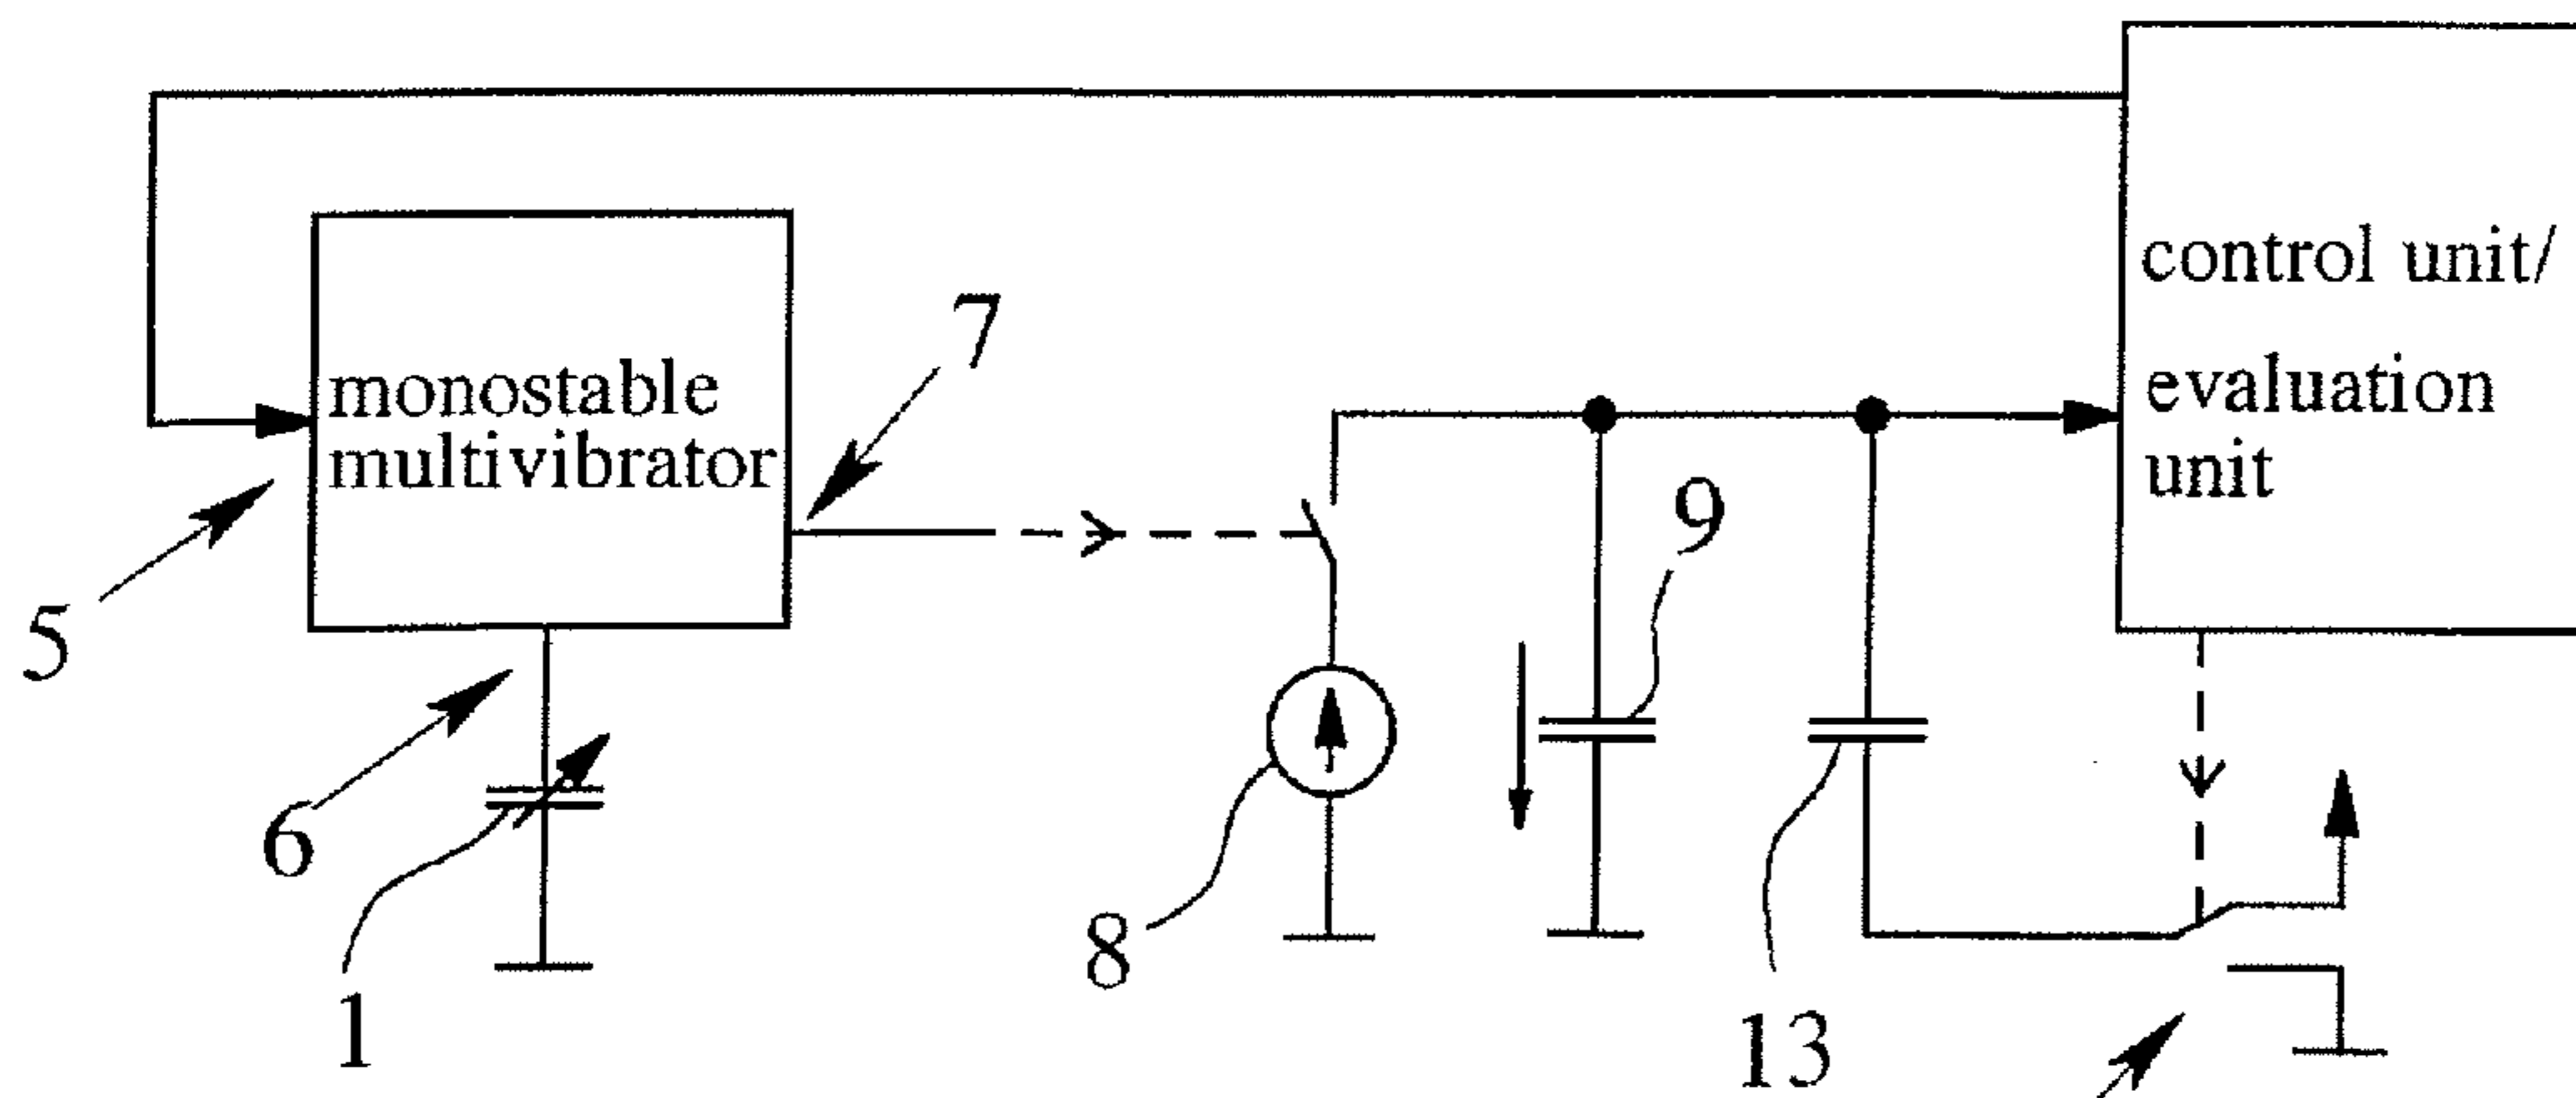 control unit/
evaluation
unit
monostable
multivibrator
7
9
5
6
8
1
13